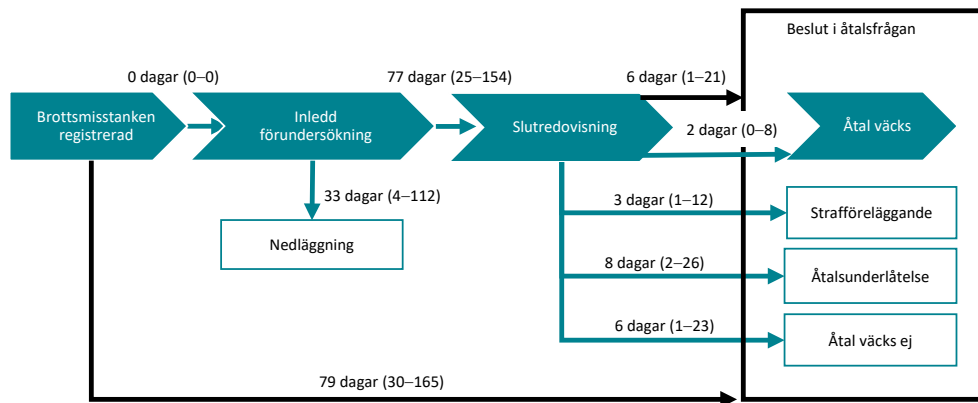 Beslut i åtalsfrågan
0 dagar (0–0)
77 dagar (25–154)
6 dagar (1–21)
Brottsmisstanken
registrerad
Inledd
förundersökning
Slutredovisning
2 dagar (0–8)
Åtal väcks
33 dagar (4–112)
Nedläggning
3 dagar (1–12)
Strafföreläggande
8 dagar (2–26)
Åtalsunderlåtelse
6 dagar (1–23)
Åtal väcks ej
79 dagar (30–165)